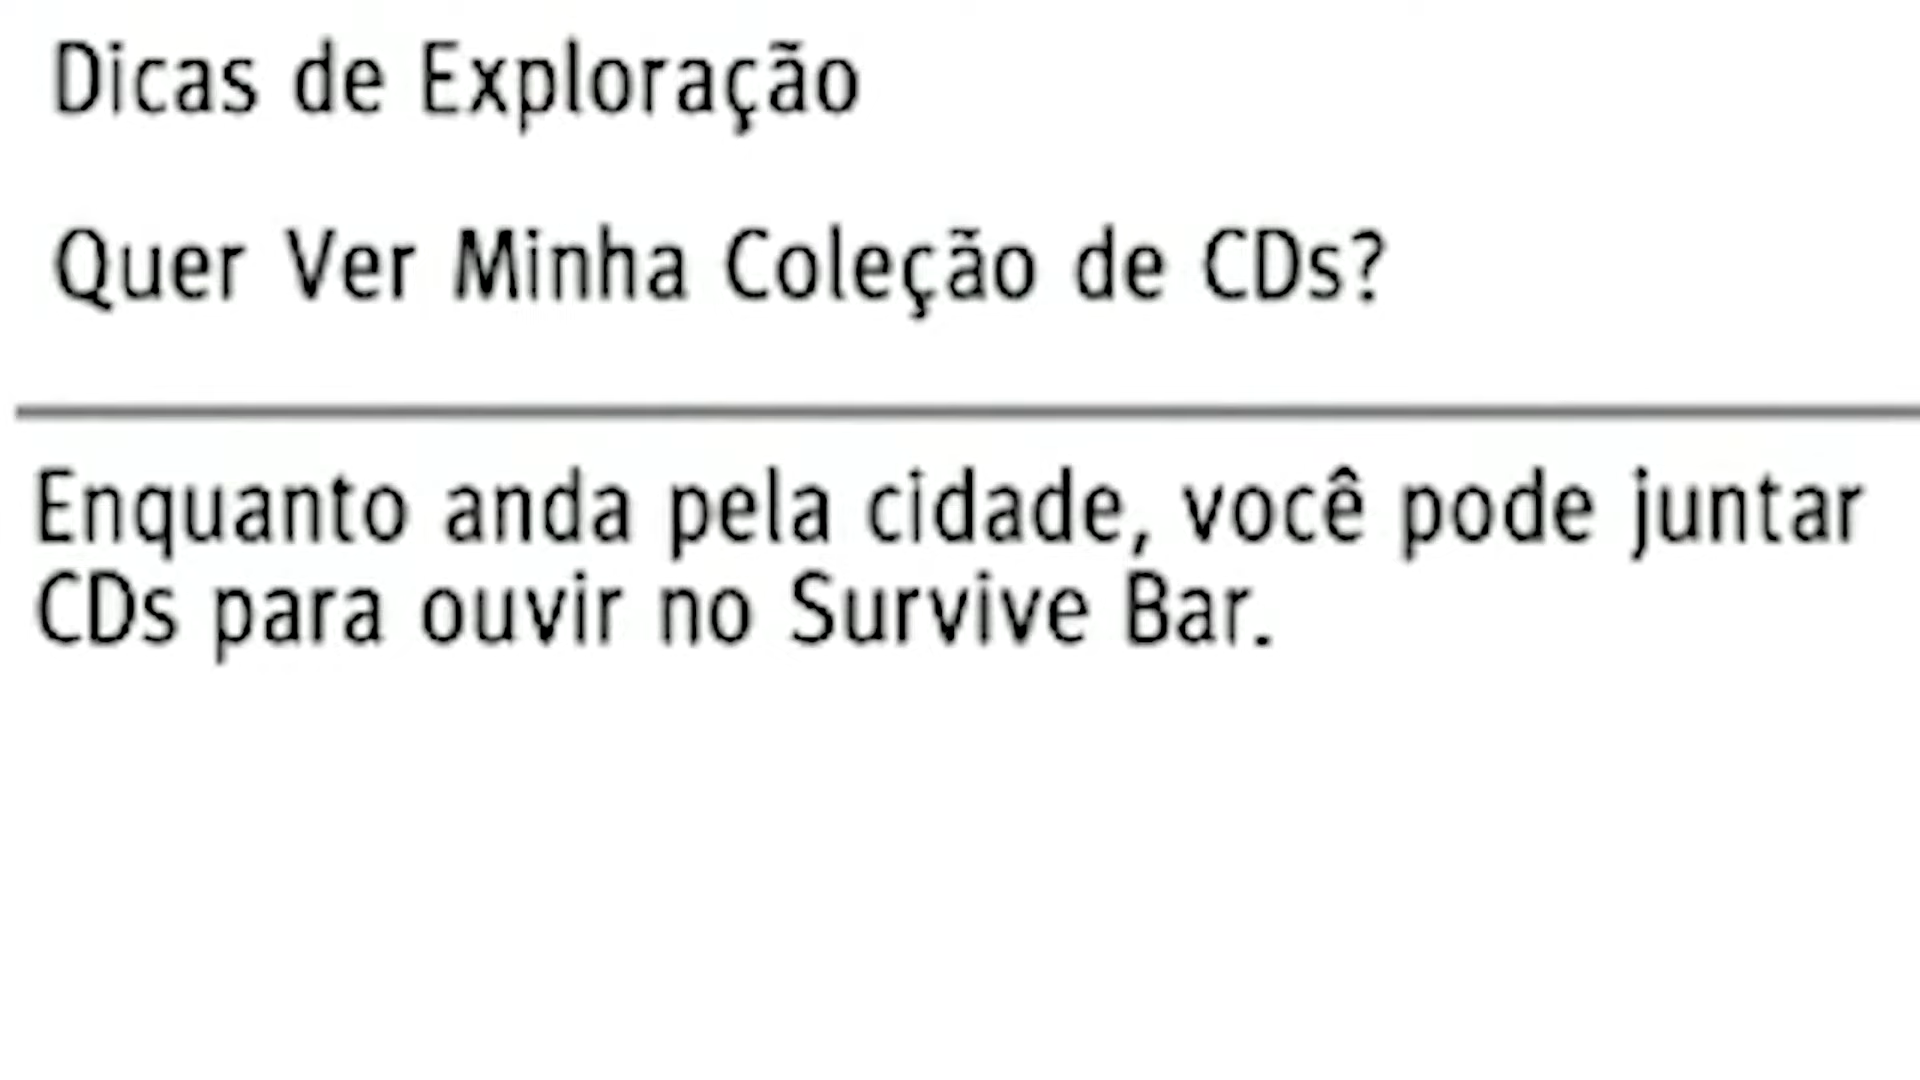 Dicas de Exploração
Quer Ver Minha Coleção de CDs?
Enquanto anda pela cidade, você pode juntar
CDs para ouvir no Survive Bar.